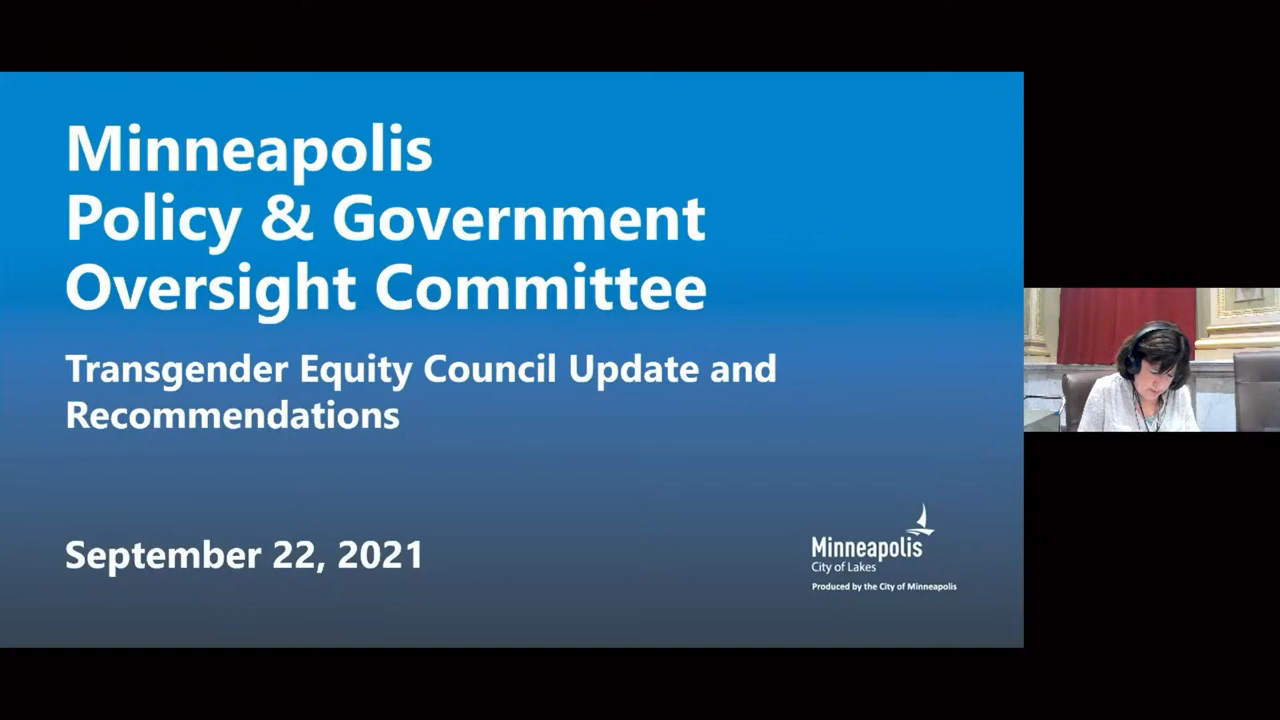 Minneapolis
Policy & Government
Oversight Committee
Transgender Equity Council Update and
Recommendations
September 22, 2021
Minneapolis
City of Lakes
Produced by the City of Minneapolis